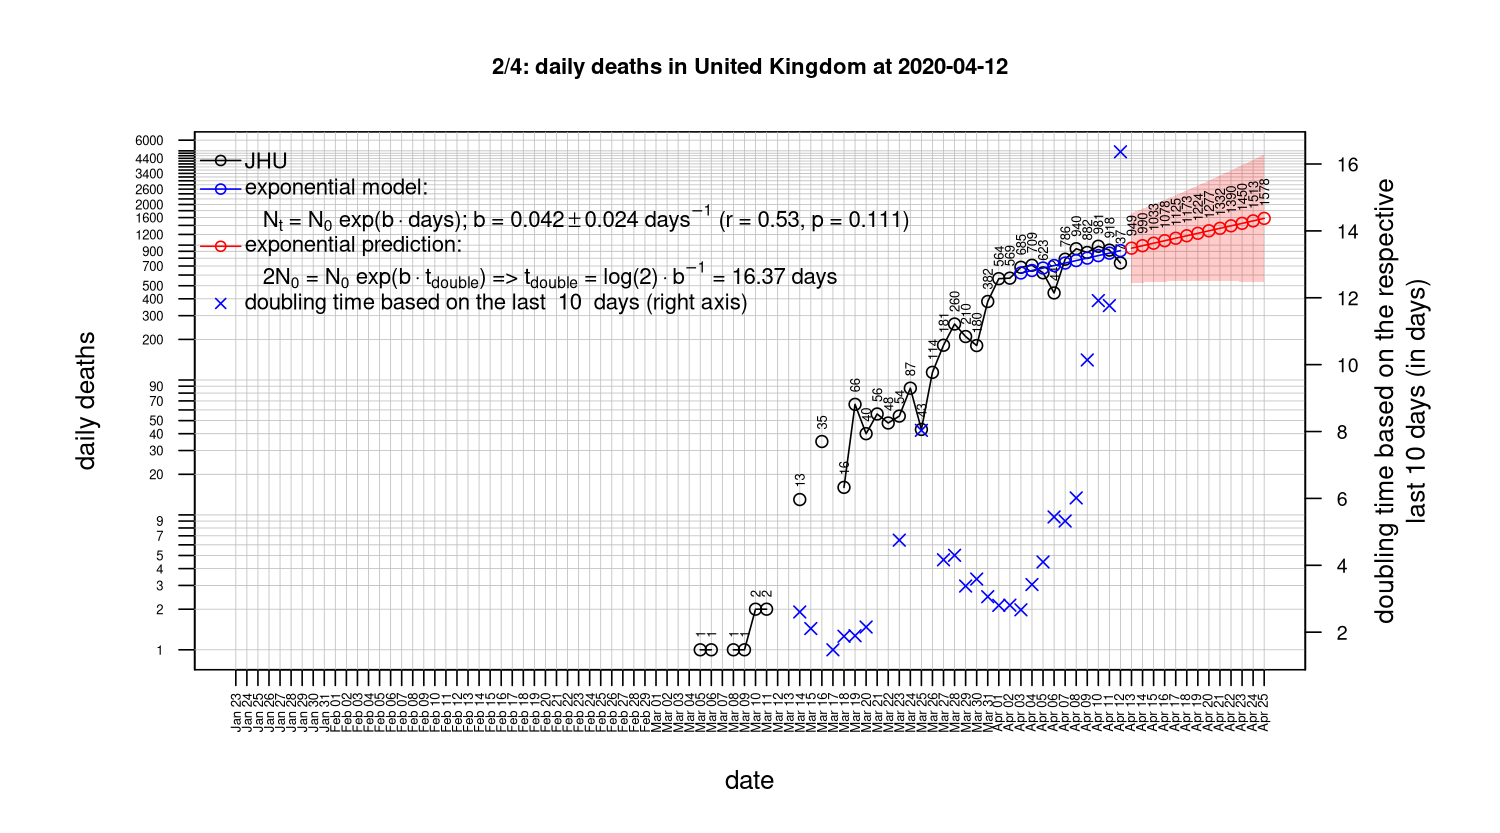 2/4: daily deaths in United Kingdom at 2020-04-12
JHU
exponential model:
Nt = N0 exp(b · days); b = 0.042 ± 0.024 days−1 (r = 0.53, p = 0.111)
exponential prediction:
2N0 = N0 exp(b · tdouble) => tdouble = log(2) · b−1 = 16.37 days
doubling time based on the last 10 days (right axis)
daily deaths
6000
4400
3400
2600
2000
1600
1200
900
700
500
400
300
200
90
70
50
40
30
20
9
7
5
4
3
2
1
1
1
1
1
2
2
13
35
16
66
40
56
48
54
87
43
114
181
260
210
180
382
564
569
685
709
623
786
940
882
981
918
949
990
1033
1078
1125
1173
1224
1277
1332
1390
1450
1513
1578
16
14
12
10
8
6
4
2
doubling time based on the respective
last 10 days (in days)
Jan 23
Jan 24
Jan 25
Jan 26
Jan 27
Jan 28
Jan 29
Jan 30
Jan 31
Feb 01
Feb 02
Feb 03
Feb 04
Feb 05
Feb 06
Feb 07
Feb 08
Feb 09
Feb 10
Feb 11
Feb 12
Feb 13
Feb 14
Feb 15
Feb 16
Feb 17
Feb 18
Feb 19
Feb 20
Feb 21
Feb 22
Feb 23
Feb 24
Feb 25
Feb 26
Feb 27
Feb 28
Feb 29
Mar 01
Mar 02
Mar 03
Mar 04
Mar 05
Mar 06
Mar 07
Mar 08
Mar 09
Mar 10
Mar 11
Mar 12
Mar 13
Mar 14
Mar 15
Mar 16
Mar 17
Mar 18
Mar 19
Mar 20
Mar 21
Mar 22
Mar 23
Mar 24
Mar 25
Mar 26
Mar 27
Mar 28
Mar 29
Mar 30
Mar 31
Apr 01
Apr 02
Apr 03
Apr 04
Apr 05
Apr 06
Apr 07
Apr 08
Apr 09
Apr 10
Apr 11
Apr 12
Apr 13
Apr 14
Apr 15
Apr 16
Apr 17
Apr 18
Apr 19
Apr 20
Apr 21
Apr 22
Apr 23
Apr 24
Apr 25
date